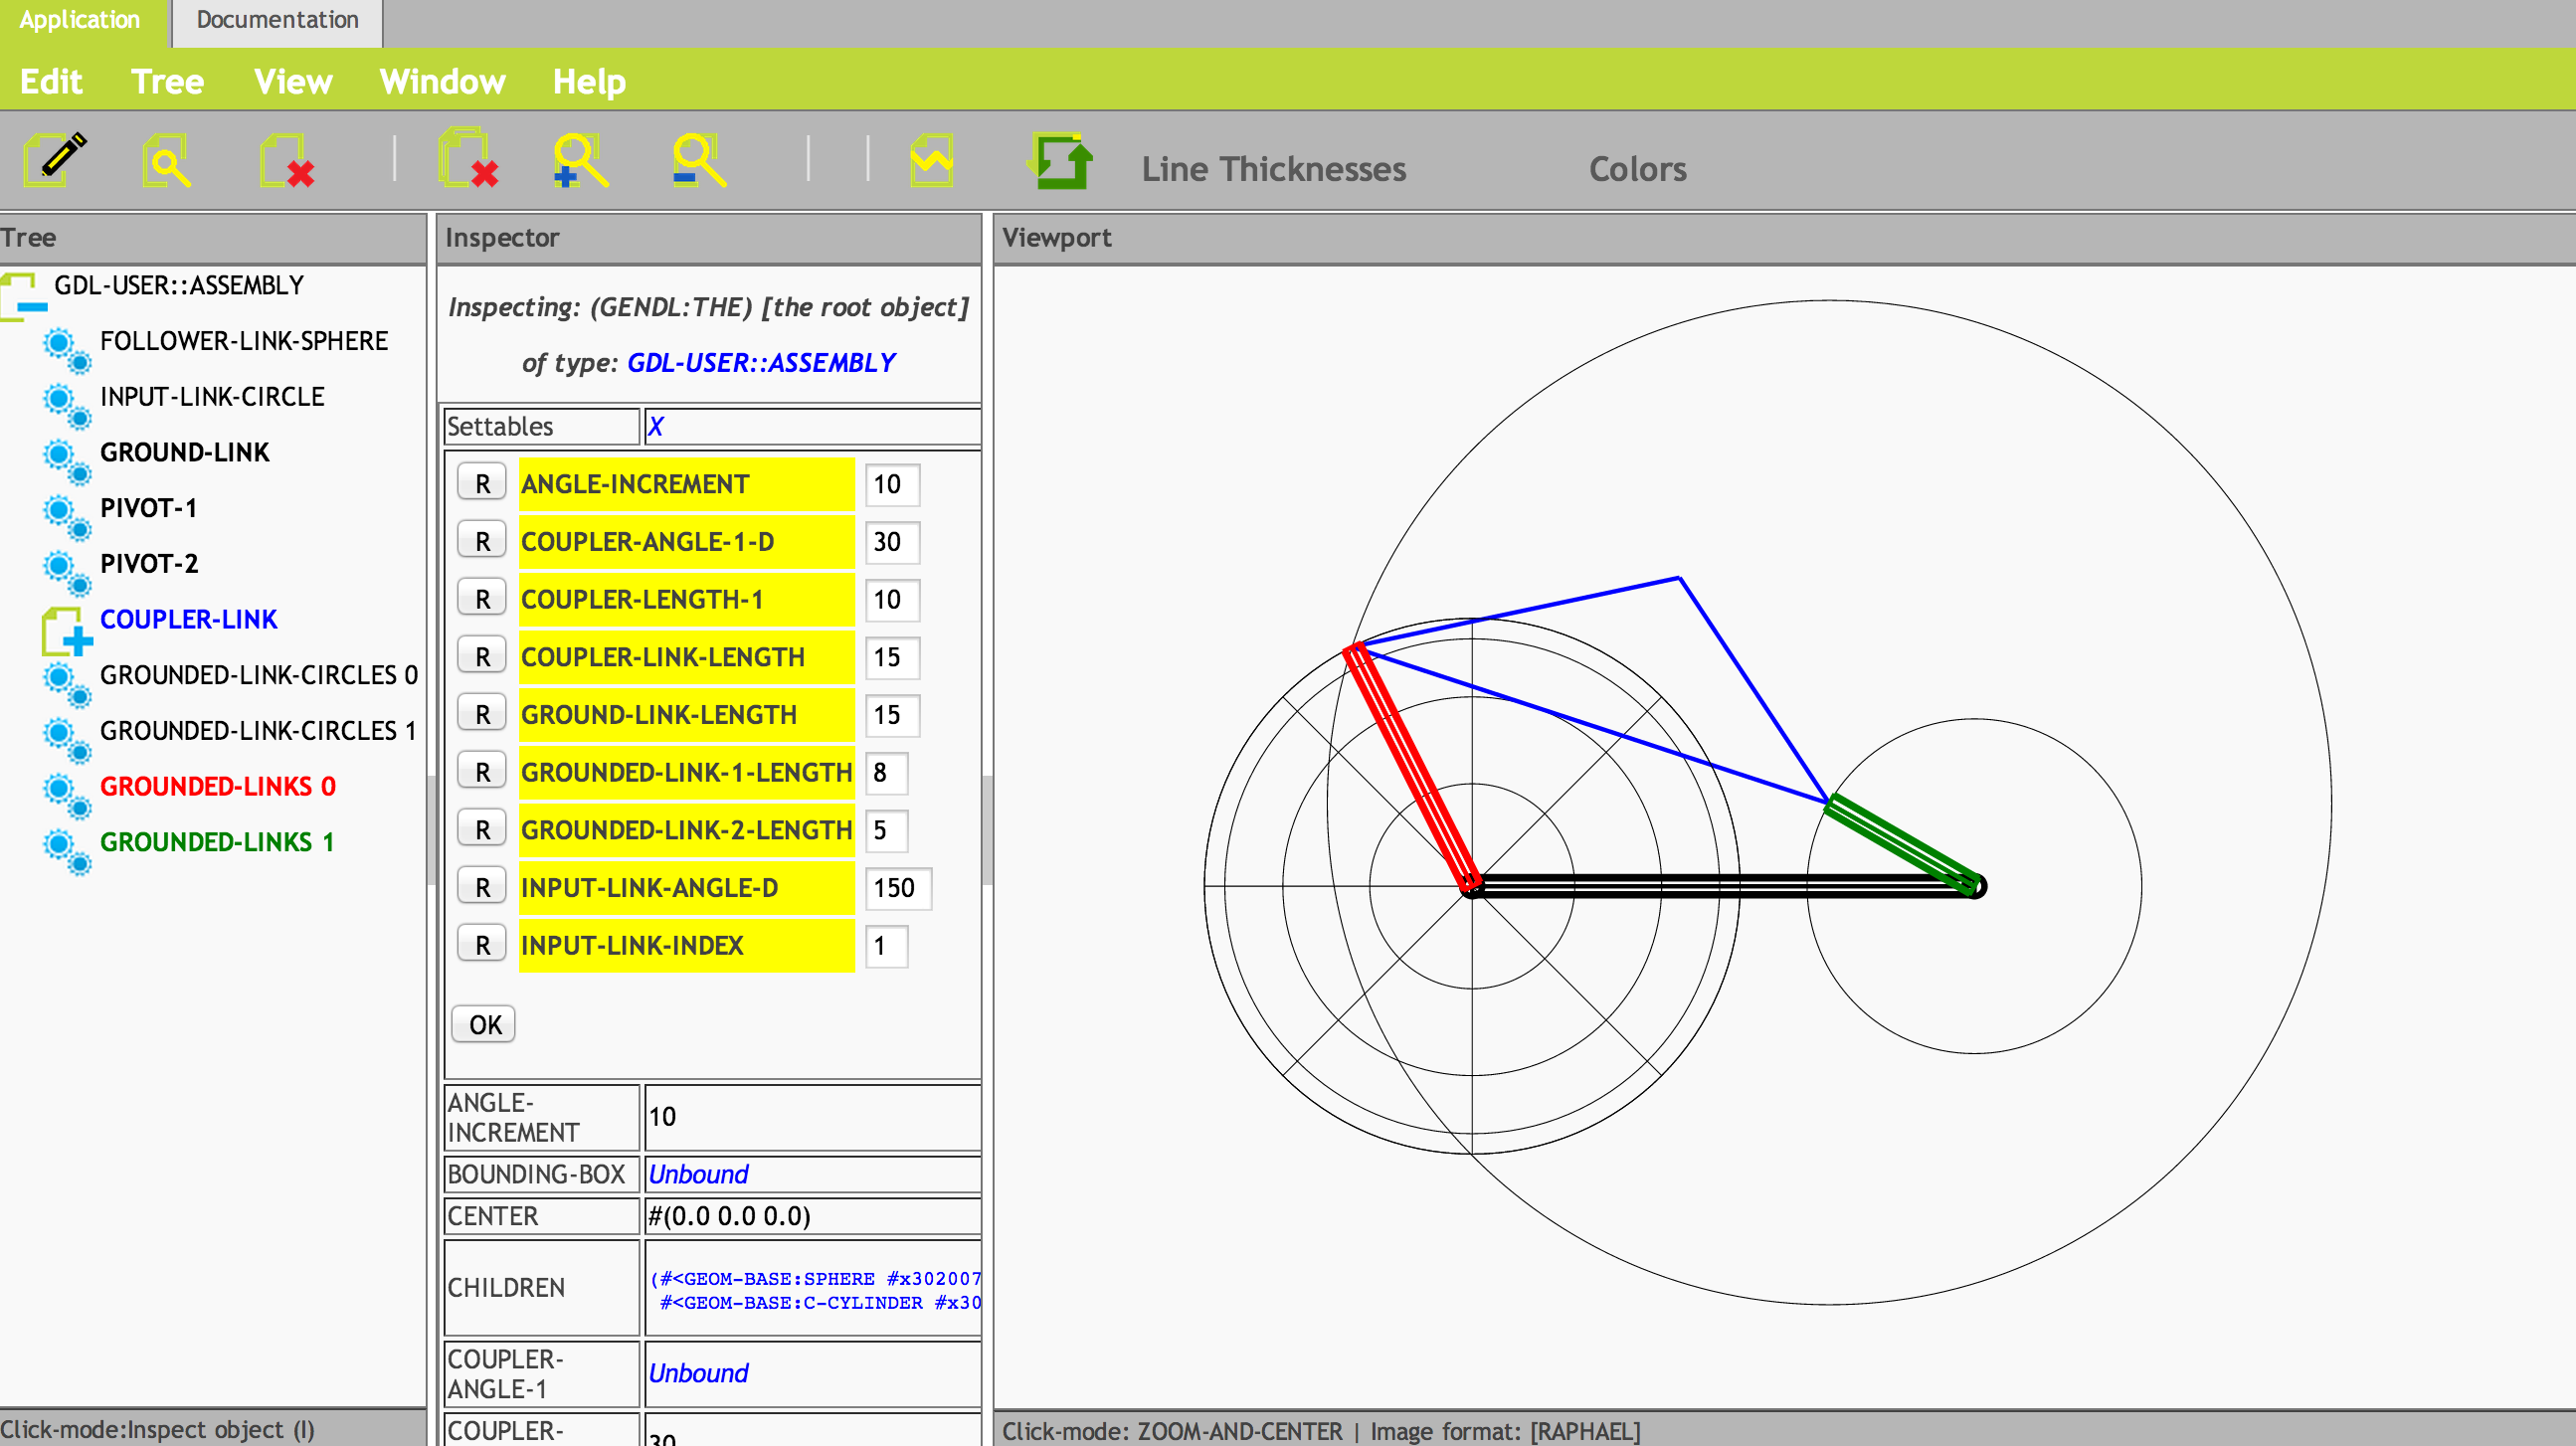 Application
Documentation
Edit
Tree
View
Window
Help
Line Thicknesses
Colors
Tree
GDL-USER::ASSEMBLY
FOLLOWER-LINK-SPHERE
INPUT-LINK-CIRCLE
GROUND-LINK
PIVOT-1
PIVOT-2
COUPLER-LINK
GROUNDED-LINK-CIRCLES 0
GROUNDED-LINK-CIRCLES 1
GROUNDED-LINKS 0
GROUNDED-LINKS 1
Click-mode:Inspect object (I)
Inspector
Inspecting: (GENDL:THE) [the root object]
of type: GDL-USER::ASSEMBLY
Settables X
R ANGLE-INCREMENT 10
R COUPLER-ANGLE-1-D 30
R COUPLER-LENGTH-1 10
R COUPLER-LINK-LENGTH 15
R GROUND-LINK-LENGTH 15
R GROUNDED-LINK-1-LENGTH 8
R GROUNDED-LINK-2-LENGTH 5
R INPUT-LINK-ANGLE-D 150
R INPUT-LINK-INDEX 1
OK
ANGLE-
INCREMENT
10
BOUNDING-BOX Unbound
CENTER #(0.0 0.0 0.0)
CHILDREN
(#<GEOM-BASE:SPHERE #x302007
#<GEOM-BASE:C-CYLINDER #x30
COUPLER-
ANGLE-1
Unbound
COUPLER-
30
Viewport
Click-mode: ZOOM-AND-CENTER | Image format: [RAPHAEL]